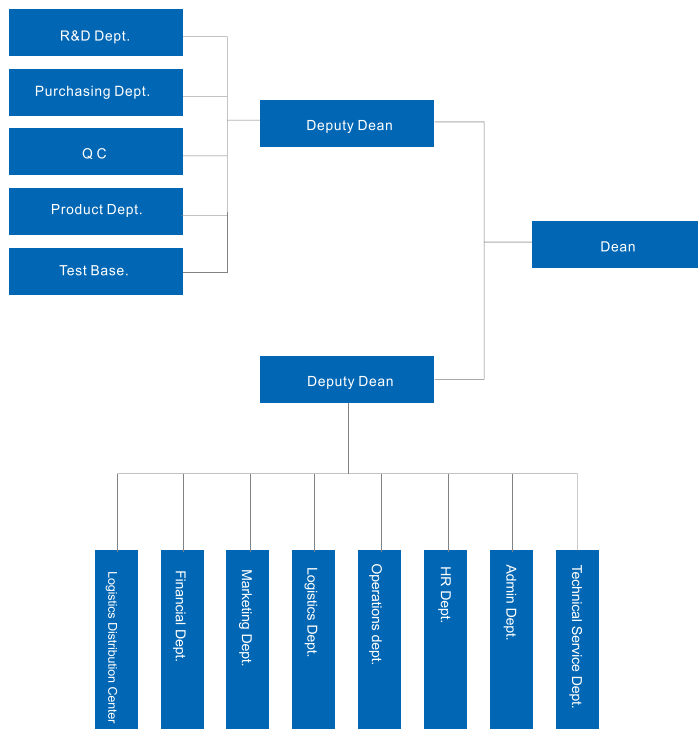 R&D Dept.
Purchasing Dept.
Q C
Product Dept.
Test Base.
Deputy Dean
Dean
Deputy Dean
Logistics Distribution Center
Financial Dept.
Marketing Dept.
Logistics Dept.
Operations dept.
HR Dept.
Admin Dept.
Technical Service Dept.